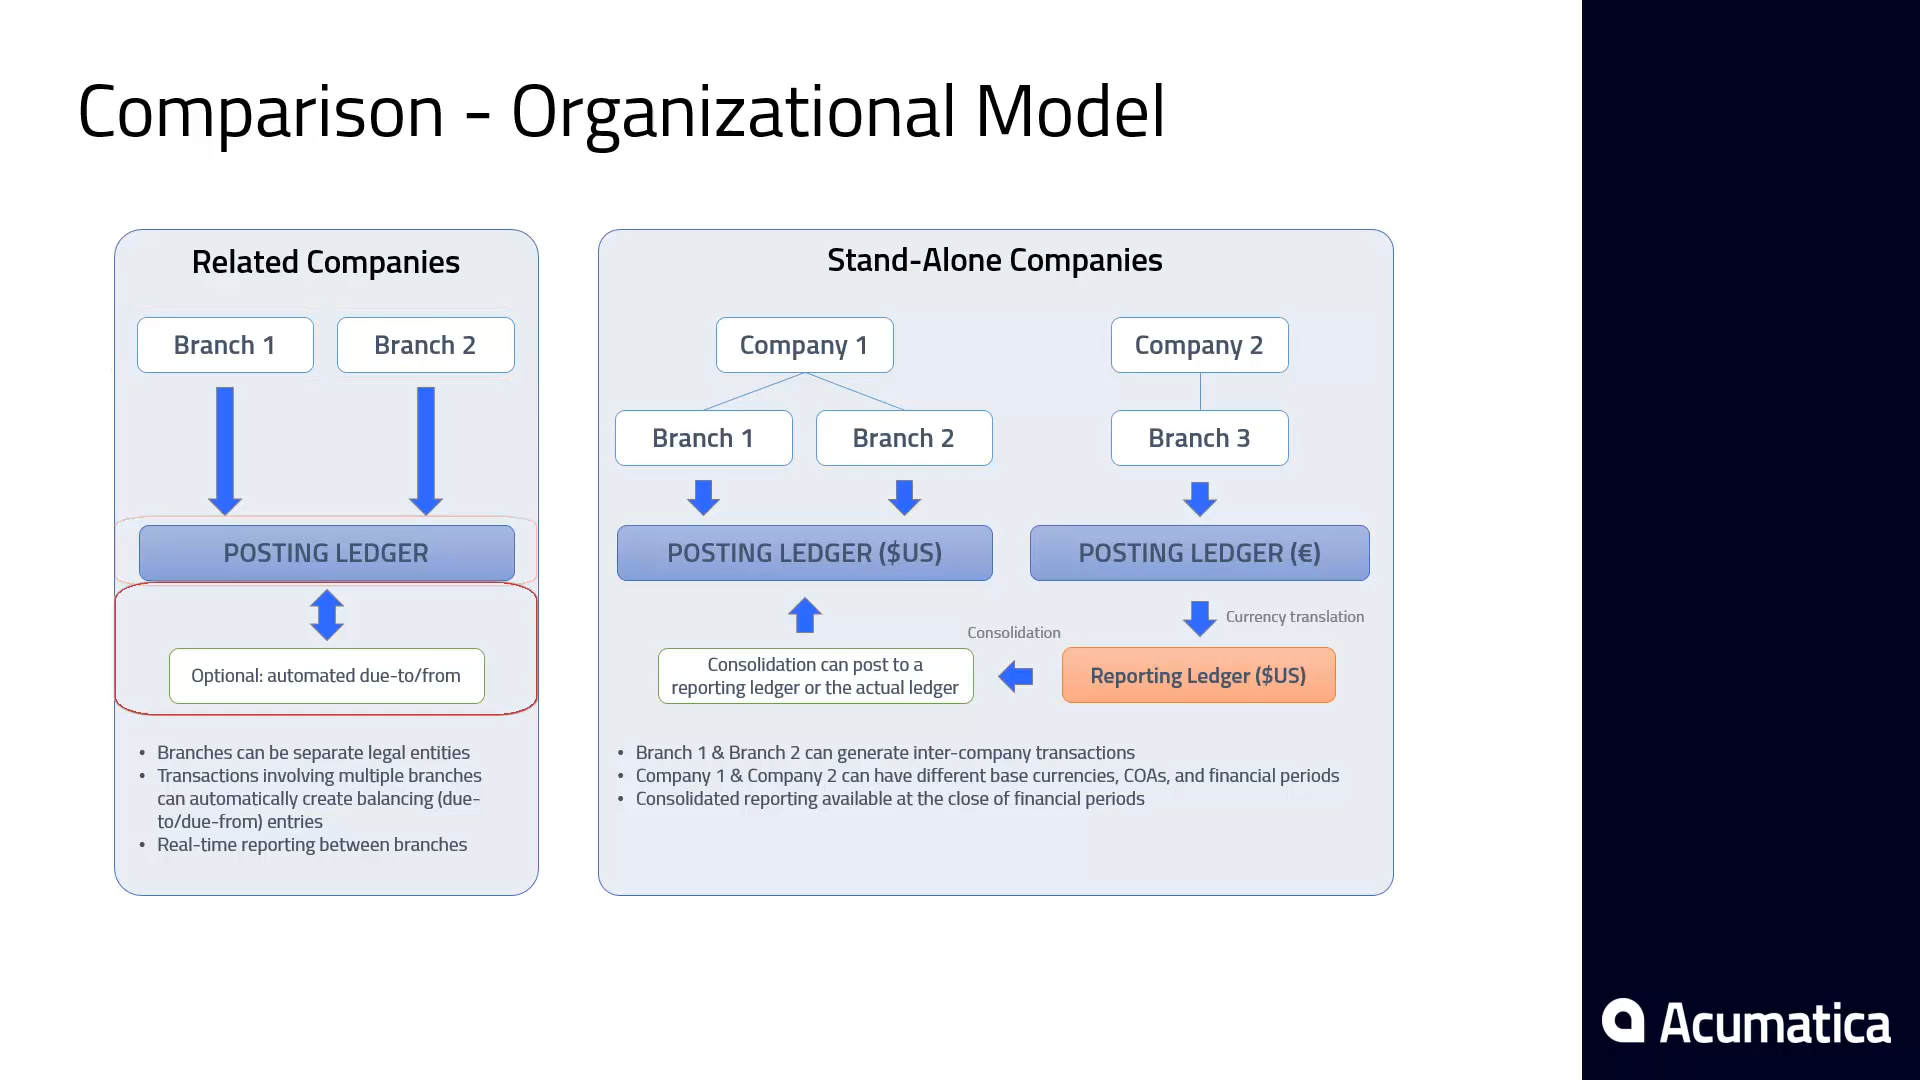 Comparison - Organizational Model
Related Companies
Branch 1
Branch 2
POSTING LEDGER
Optional: automated due-to/from
• Branches can be separate legal entities
• Transactions involving multiple branches
can automatically create balancing (due-
to/due-from) entries
• Real-time reporting between branches
Stand-Alone Companies
Company 1
Company 2
Branch 1
Branch 2
Branch 3
POSTING LEDGER ($US)
POSTING LEDGER (€)
Currency translation
Consolidation
Consolidation can post to a
reporting ledger or the actual ledger
Reporting Ledger ($US)
• Branch 1 & Branch 2 can generate inter-company transactions
• Company 1 & Company 2 can have different base currencies, COAs, and financial periods
• Consolidated reporting available at the close of financial periods
Acumatica